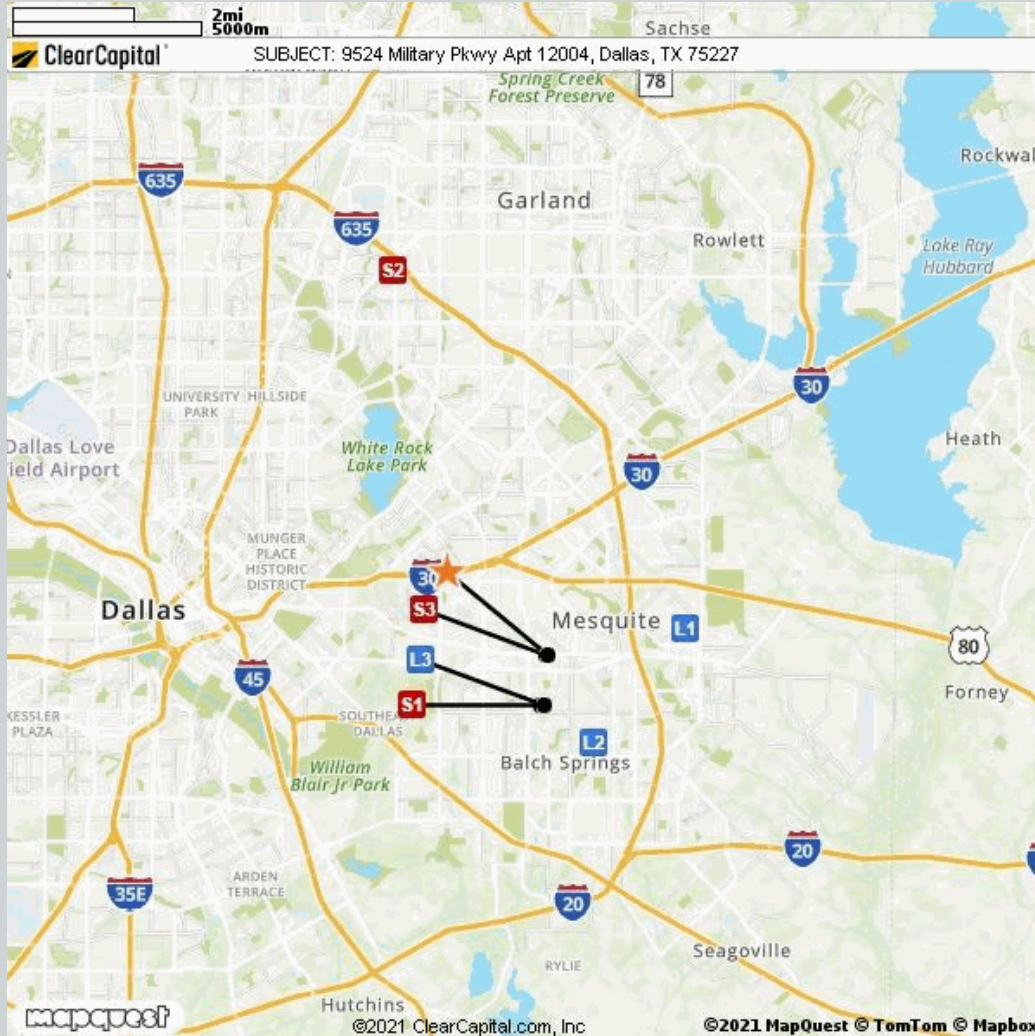 2mi
5000m
Sachse
ClearCapital
SUBJECT: 9524 Military Pkwy Apt 12004, Dallas, TX 75227
Spring Creek
Forest Preserve
78
Rockwal
635
Garland
635
Rowlett
Lake Ray
Hubbard
S2
30
UNIVERSITY
PARK
HILLSIDE
Dallas Love
ield Airport
White Rock
Lake Park
Heath
30
MUNGER
PLACE
HISTORIC
DISTRICT
30
Dallas
S3
Mesquite
L1
80
L3
45
Forney
KESSLER
PLAZA
S1
SOUTHEA
DALLAS
L2
Balch Springs
William
Blair Jr Park
20
35E
ARDEN
TERRACE
20
Seagoville
RYLIE
Hutchins
mapquest
©2021 ClearCapital.com, Inc
©2021 MapQuest © TomTom © Mapbo